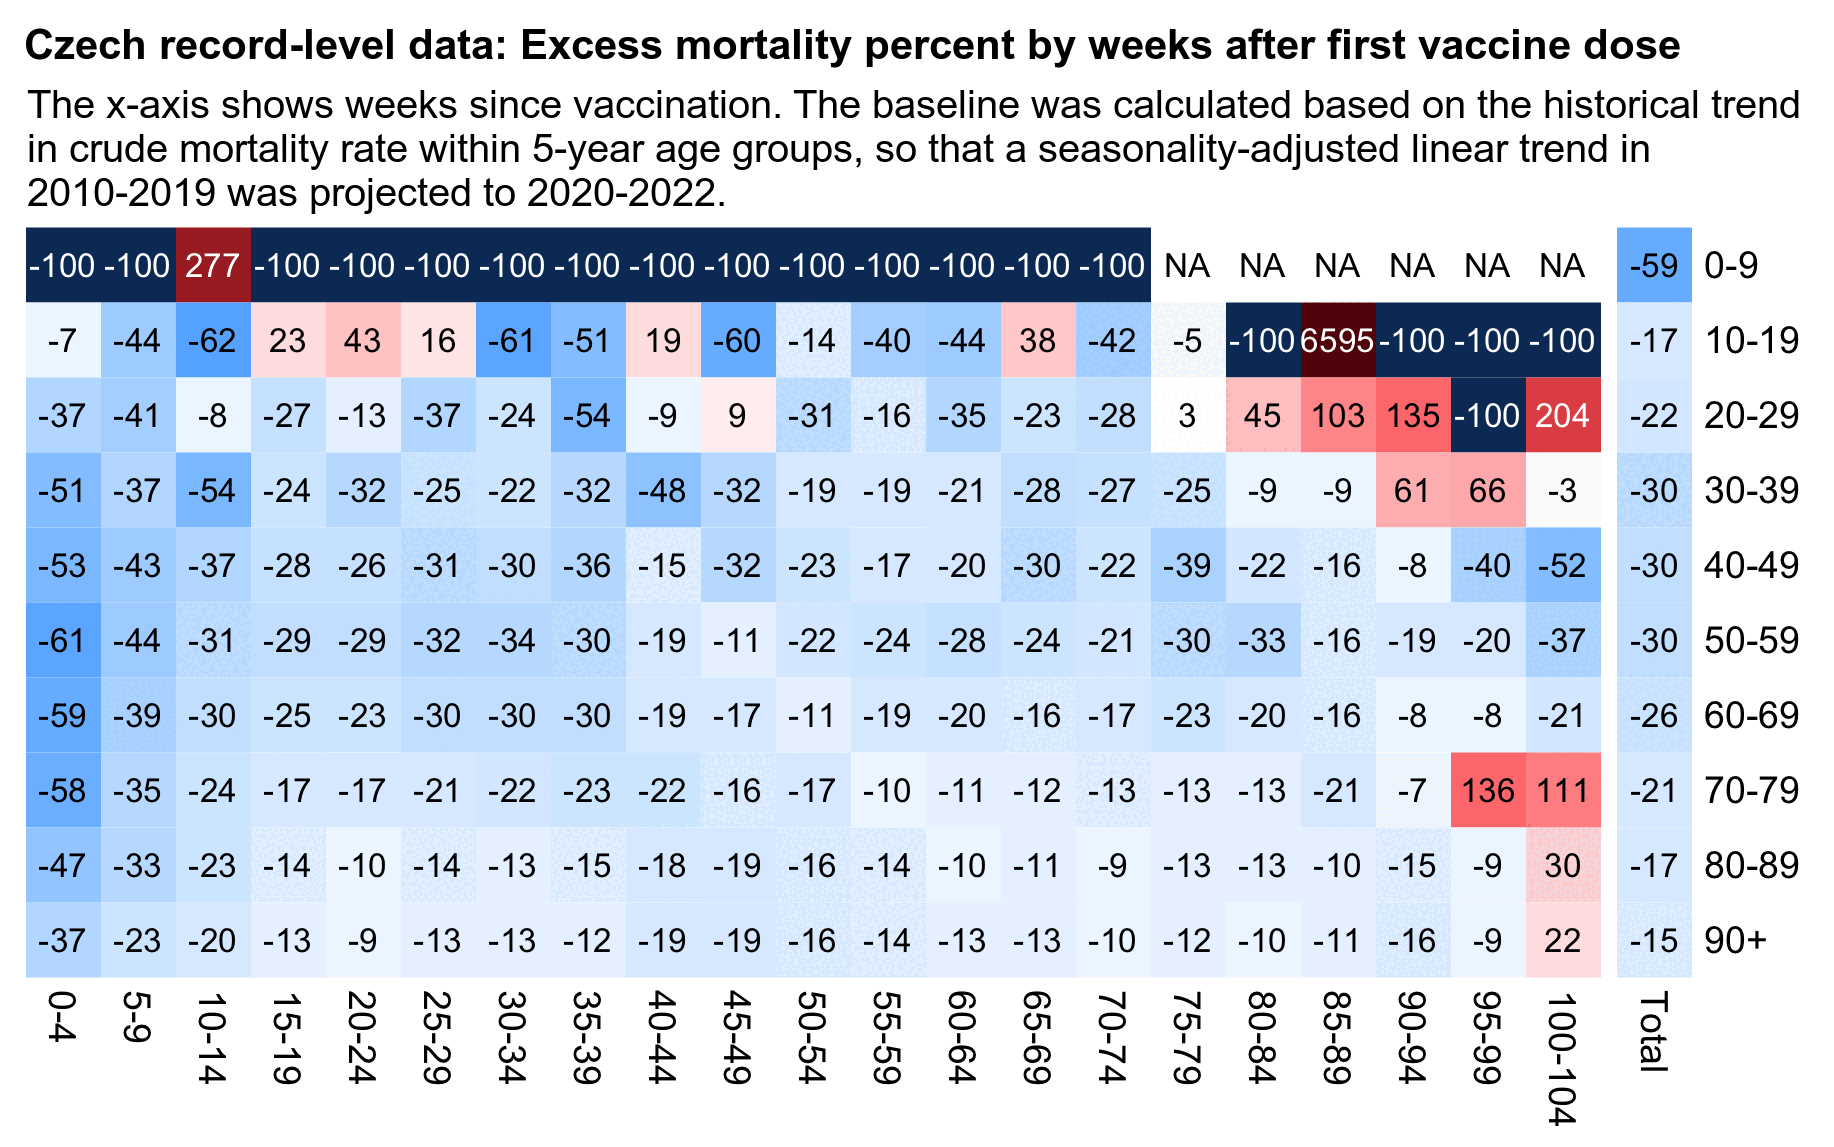 Czech record-level data: Excess mortality percent by weeks after first vaccine dose
The x-axis shows weeks since vaccination. The baseline was calculated based on the historical trend
in crude mortality rate within 5-year age groups, so that a seasonality-adjusted linear trend in
2010-2019 was projected to 2020-2022.
-100 -100 277 -100 -100 -100 -100 -100 -100 -100 -100 -100 -100 -100 -100 NA NA NA NA NA NA -59 0-9
-7 -44 -62 23 43 16 -61 -51 19 -60 -14 -40 -44 38 -42 -5 -100 6595 -100 -100 -100 -17 10-19
-37 -41 -8 -27 -13 -37 -24 -54 -9 9 -31 -16 -35 -23 -28 3 45 103 135 -100 204 -22 20-29
-51 -37 -54 -24 -32 -25 -22 -32 -48 -32 -19 -19 -21 -28 -27 -25 -9 -9 61 66 -3 -30 30-39
-53 -43 -37 -28 -26 -31 -30 -36 -15 -32 -23 -17 -20 -30 -22 -39 -22 -16 -8 -40 -52 -30 40-49
-61 -44 -31 -29 -29 -32 -34 -30 -19 -11 -22 -24 -28 -24 -21 -30 -33 -16 -19 -20 -37 -30 50-59
-59 -39 -30 -25 -23 -30 -30 -30 -19 -17 -11 -19 -20 -16 -17 -23 -20 -16 -8 -8 -21 -26 60-69
-58 -35 -24 -17 -17 -21 -22 -23 -22 -16 -17 -10 -11 -12 -13 -13 -13 -21 -7 136 111 -21 70-79
-47 -33 -23 -14 -10 -14 -13 -15 -18 -19 -16 -14 -10 -11 -9 -13 -13 -10 -15 -9 30 -17 80-89
-37 -23 -20 -13 -9 -13 -13 -12 -19 -19 -16 -14 -13 -13 -10 -12 -10 -11 -16 -9 22 -15 90+
0-4 5-9 10-14 15-19 20-24 25-29 30-34 35-39 40-44 45-49 50-54 55-59 60-64 65-69 70-74 75-79 80-84 85-89 90-94 95-99 100-104 Total